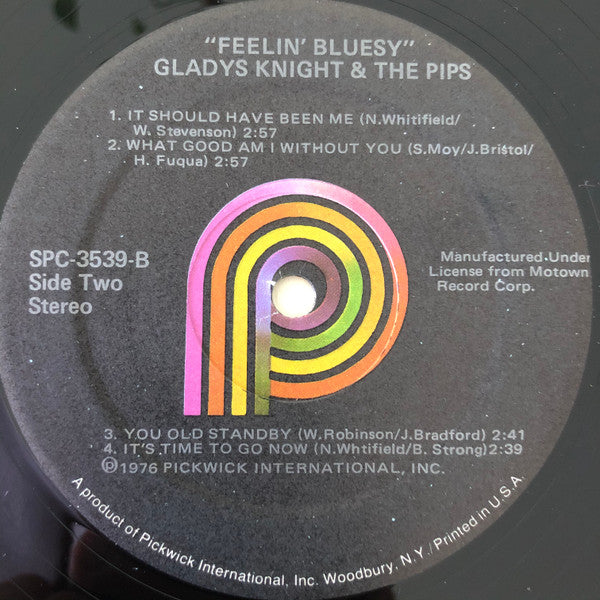 "FEELIN' BLUESY"
GLADYS KNIGHT & THE PIPS
1. IT SHOULD HAVE BEEN ME (N.Whitifield/
W. Stevenson) 2:57
2. WHAT GOOD AM I WITHOUT YOU (S.Moy/J.Bristol/
H. Fuqua) 2:57
SPC-3539-B
Side Two
Stereo
Manufactured Under
License from Motown
Record Corp.
3. YOU OLD STANDBY (W.Robinson/J.Bradford) 2:41
4. IT'S TIME TO GO NOW (N.Whtifield/B. Strong) 2:39
Ⓟ1976 PICKWICK INTERNATIONAL, INC.
A product of Pickwick International, Inc. Woodbury, N.Y./Printed in U.S.A.